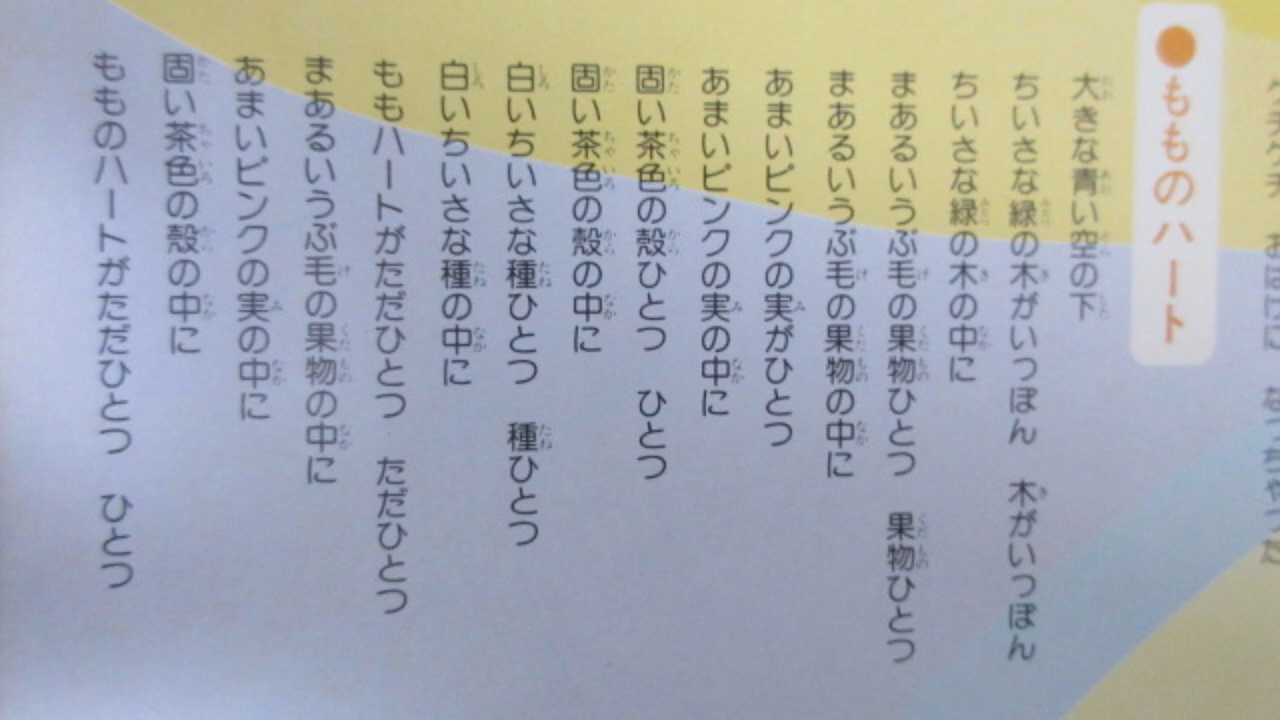 ●もものハート
大きな青い空の下
ちいさな緑の木がいっぽん　木がいっぽん
ちいさな緑の木の中に
まあるいうぶ毛の果物ひとつ　果物ひとつ
まあるいうぶ毛の果物の中に
あまいピンクの実がひとつ
あまいピンクの実の中に
固い茶色の殻ひとつ　ひとつ
固い茶色の殻の中に
白いちいさな種ひとつ　種ひとつ
白いちいさな種の中に
ももハートがただひとつ　ただひとつ
まあるいうぶ毛の果物の中に
あまいピンクの実の中に
固い茶色の殻の中に
もものハートがただひとつ　ひとつ